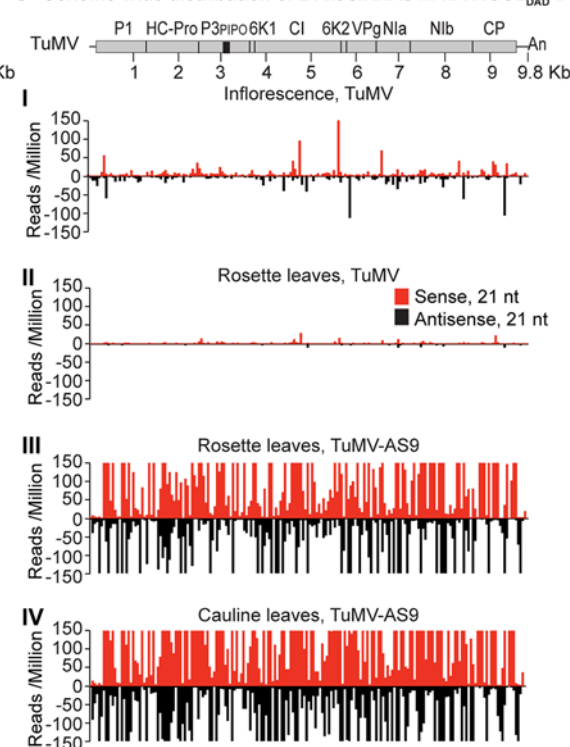 DAD
P1 HC-Pro P3PIPO 6K1 CI 6K2 VPg NIa NIb CP
TuMV An
Kb 1 2 3 4 5 6 7 8 9 9.8 Kb
I Inflorescence, TuMV
Reads /Million
150
100
50
0
-50
-100
-150
II Rosette leaves, TuMV
Reads /Million
150
100
50
0
-50
-100
-150
Sense, 21 nt
Antisense, 21 nt
III Rosette leaves, TuMV-AS9
Reads /Million
150
100
50
0
-50
-100
-150
IV Cauline leaves, TuMV-AS9
Reads /Million
150
100
50
0
-50
-100
-150